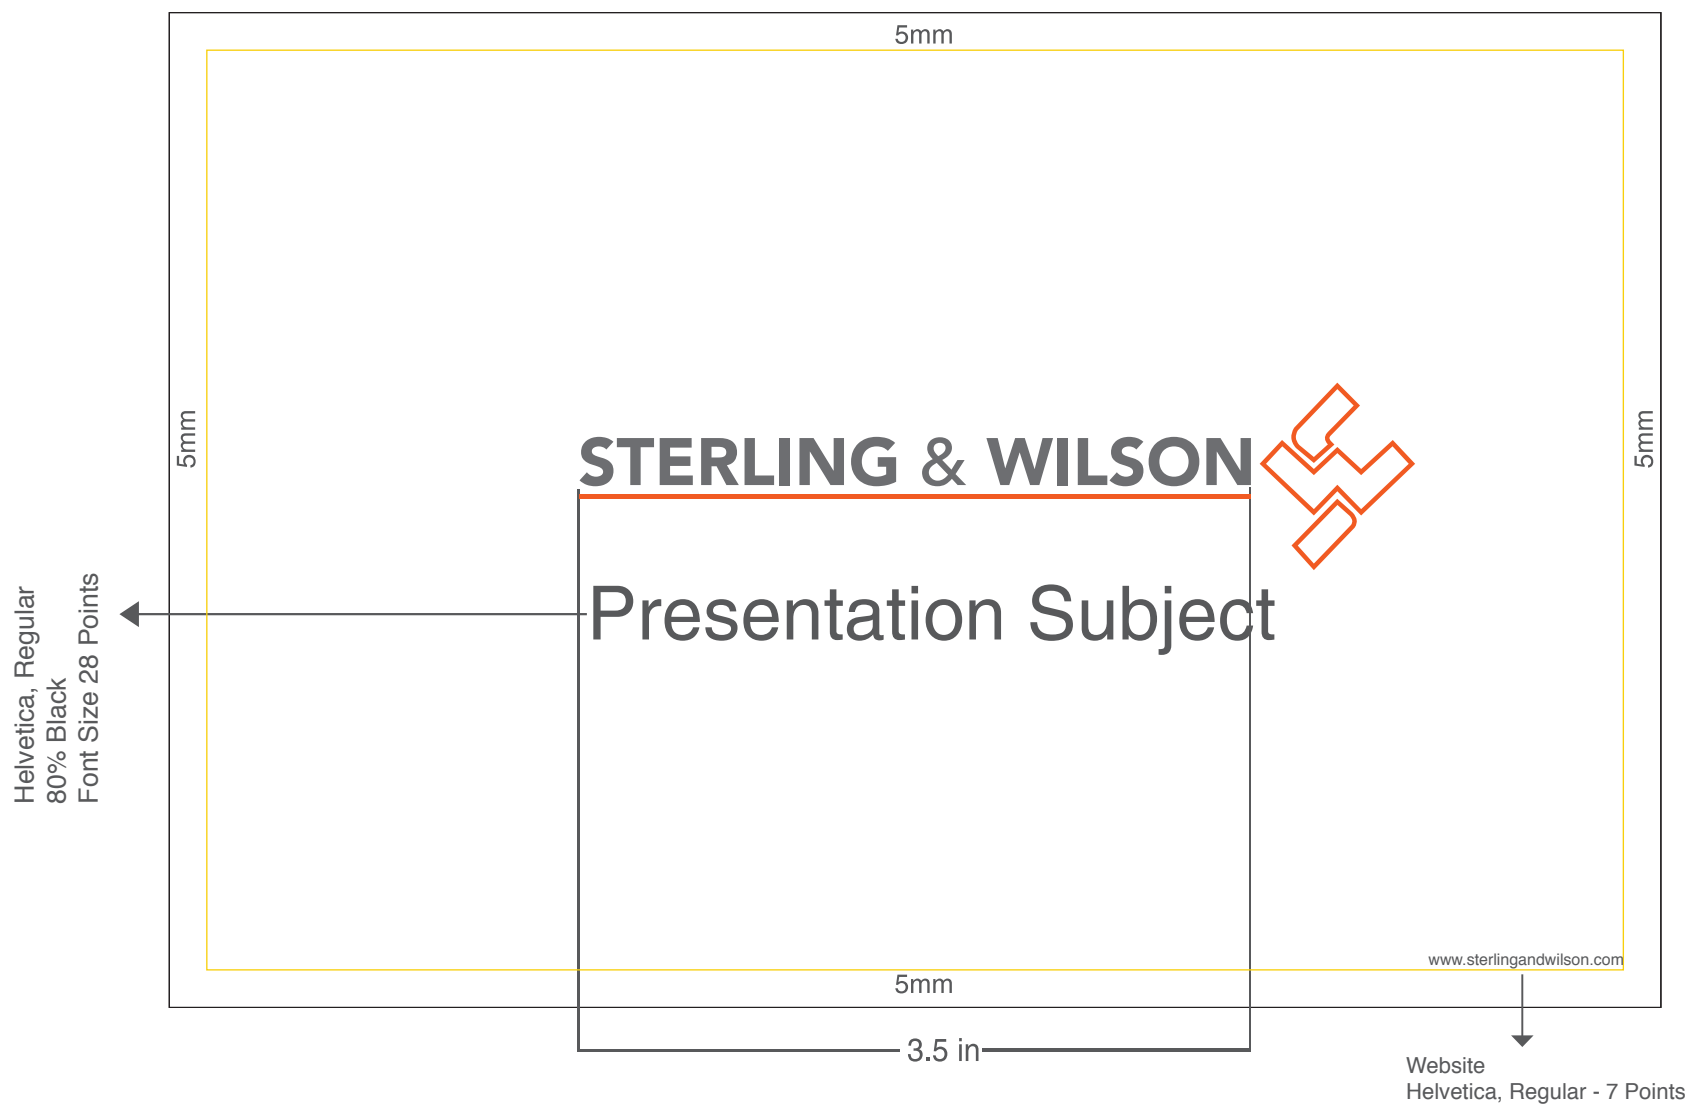 5mm
5mm
5mm
STERLING & WILSON
Presentation Subject
Helvetica, Regular
80% Black
Font Size 28 Points
www.sterlingandwilson.com
5mm
3.5 in
Website
Helvetica, Regular - 7 Points